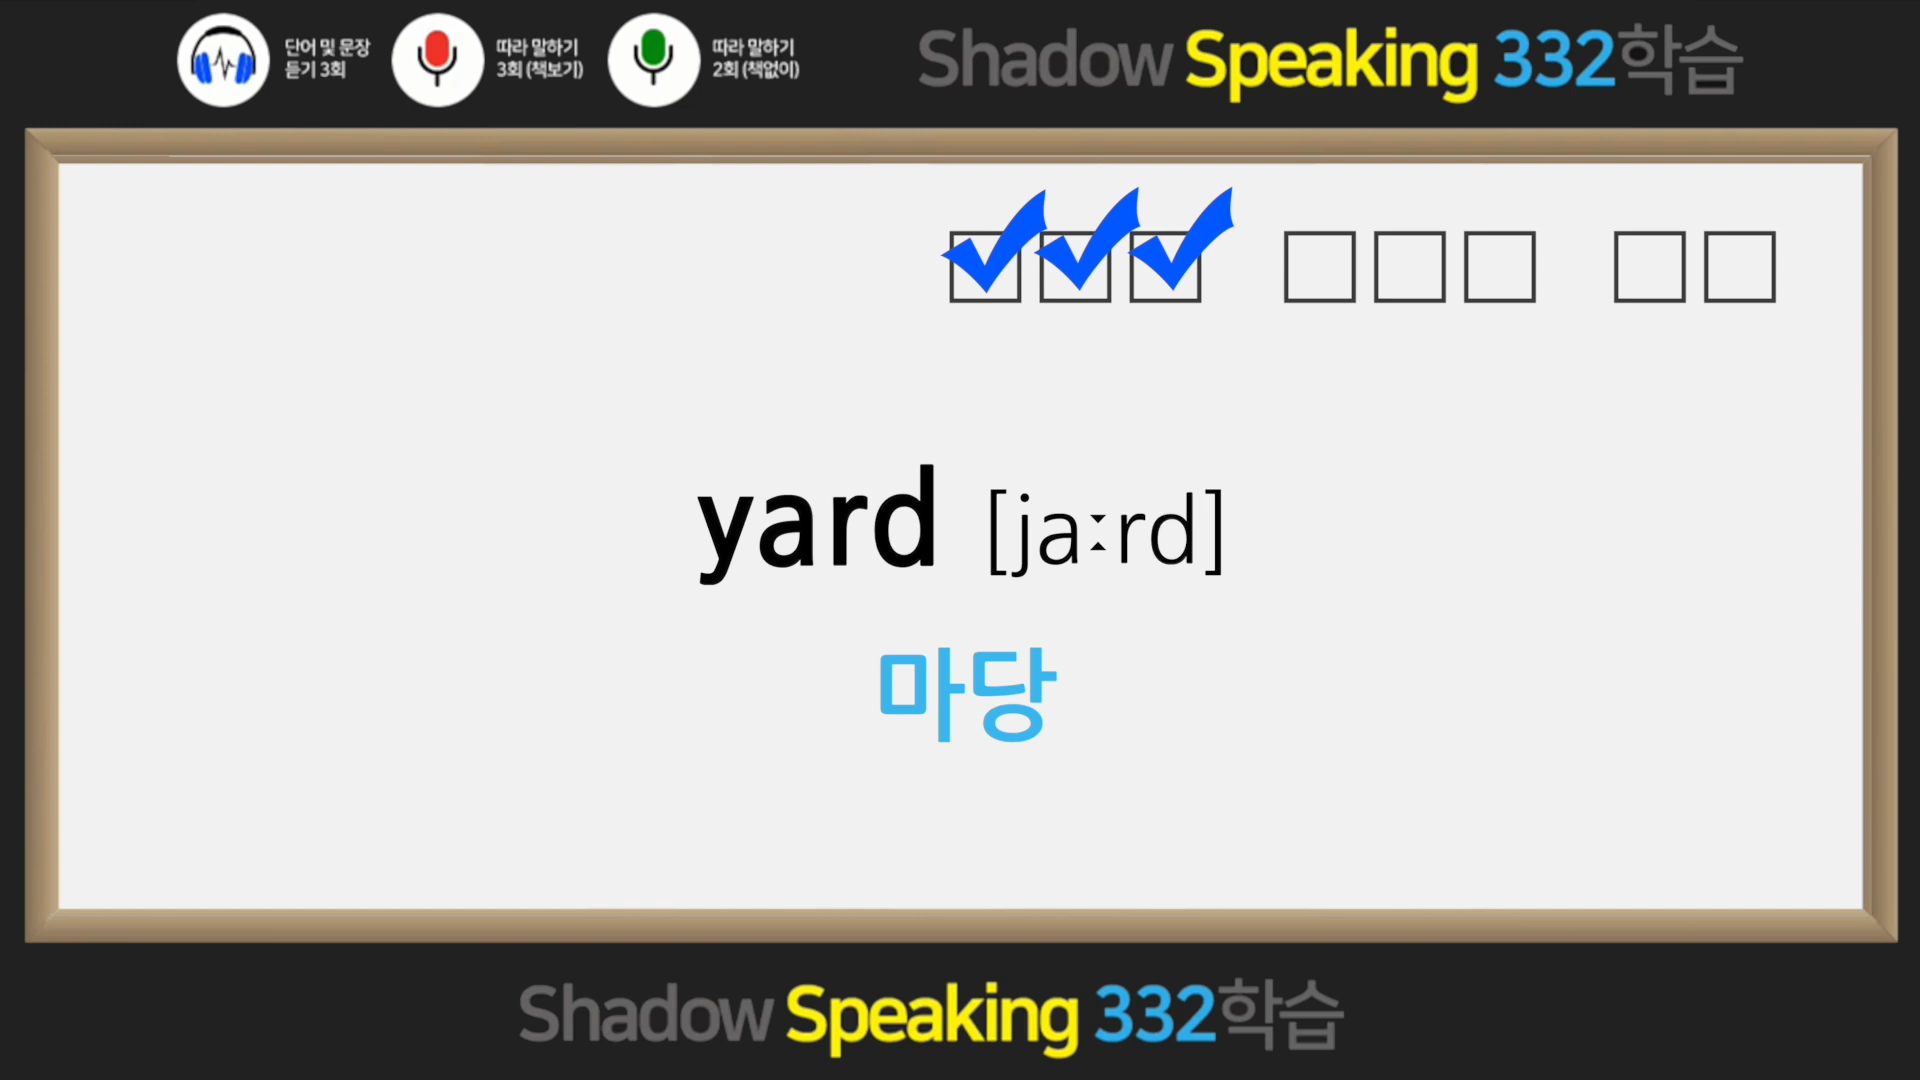 단어 및 문장
듣기 3회
따라 말하기
3회 (책보기)
따라 말하기
2회 (책없이)
Shadow Speaking 332학습
yard [jaːrd]
마당
Shadow Speaking 332학습